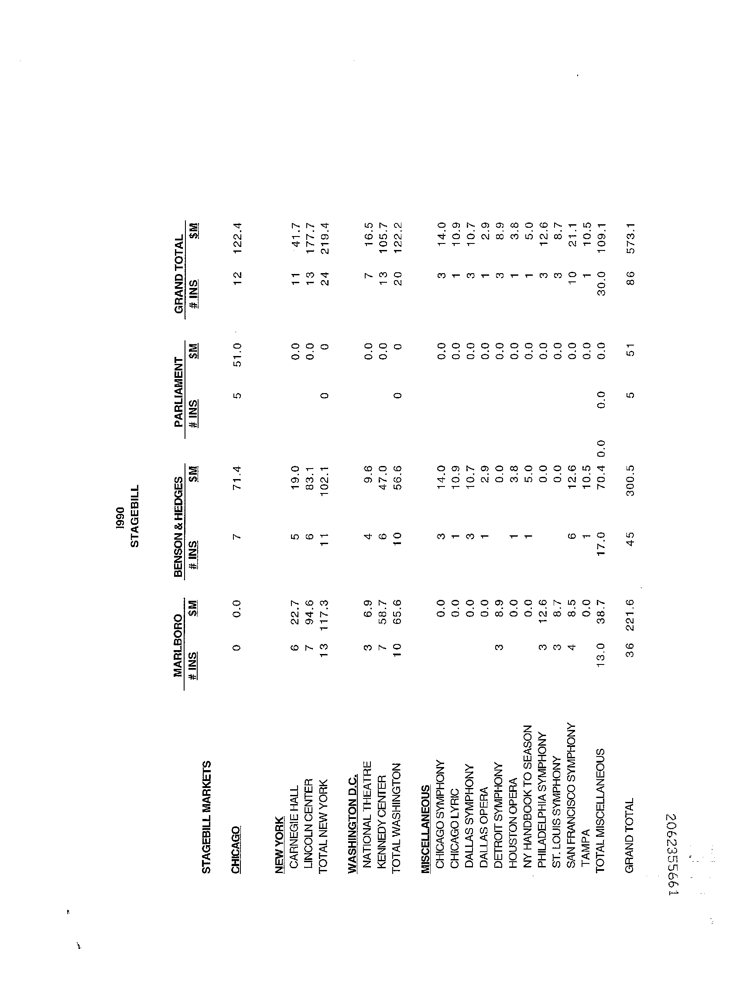 1990
STAGEBILL
MARLBORO BENSON & HEDGES PARLIAMENT GRAND TOTAL
STAGEBILL MARKETS # INS $M # INS $M # INS $M # INS $M
CHICAGO 0 0.0 7 71.4 5 51.0 12 122.4
NEW YORK
CARNEGIE HALL 6 22.7 5 19.0 0.0 11 41.7
LINCOLN CENTER 7 94.6 6 83.1 0.0 13 177.7
TOTAL NEW YORK 13 117.3 11 102.1 0 0 24 219.4
WASHINGTON D.C.
NATIONAL THEATRE 3 6.9 4 9.6 0.0 7 16.5
KENNEDY CENTER 7 58.7 6 47.0 0.0 13 105.7
TOTAL WASHINGTON 10 65.6 10 56.6 0 0 20 122.2
MISCELLANEOUS
CHICAGO SYMPHONY 0.0 3 14.0 0.0 3 14.0
CHICAGO LYRIC 0.0 1 10.9 0.0 1 10.9
DALLAS SYMPHONY 0.0 3 10.7 0.0 3 10.7
DALLAS OPERA 0.0 1 2.9 0.0 1 2.9
DETROIT SYMPHONY 3 8.9 0.0 0.0 3 8.9
HOUSTON OPERA 0.0 1 3.8 0.0 1 3.8
NY HANDBOOK TO SEASON 0.0 1 5.0 0.0 1 5.0
PHILADELPHIA SYMPHONY 3 12.6 0.0 0.0 3 12.6
ST. LOUIS SYMPHONY 3 8.7 0.0 0.0 3 8.7
SAN FRANCISCO SYMPHONY 4 8.5 6 12.6 0.0 10 21.1
TAMPA 0.0 1 10.5 0.0 1 10.5
TOTAL MISCELLANEOUS 13.0 38.7 17.0 70.4 0.0 0.0 0.0 30.0 109.1
GRAND TOTAL 36 221.6 45 300.5 5 51 86 573.1
2062355661